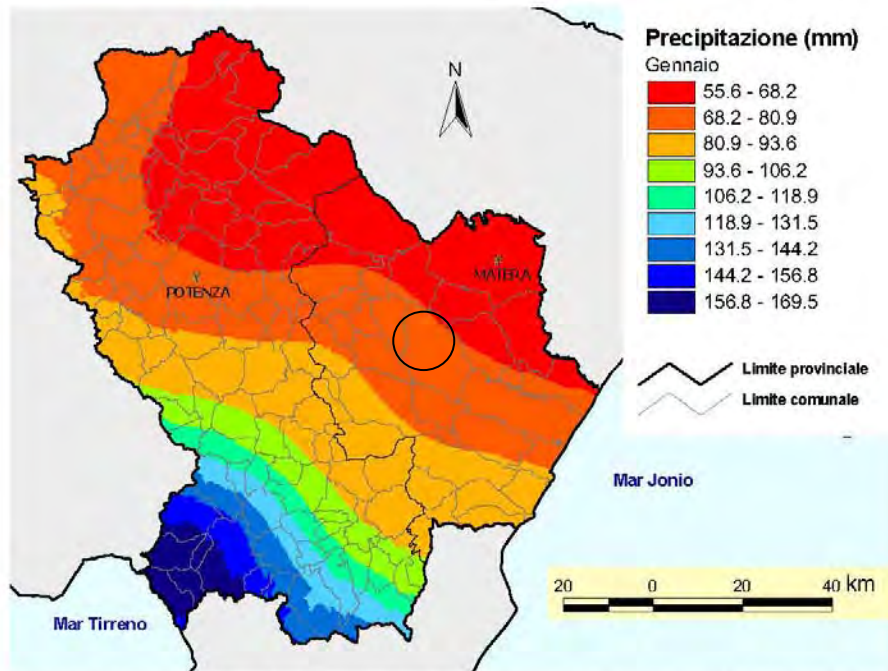 Precipitazione (mm)
Gennaio
55.6 - 68.2
68.2 - 80.9
80.9 - 93.6
93.6 - 106.2
106.2 - 118.9
118.9 - 131.5
131.5 - 144.2
144.2 - 156.8
156.8 - 169.5
Limite provinciale
Limite comunale
N
MATERA
POTENZA
Mar Jonio
Mar Tirreno
20 0 20 40 km